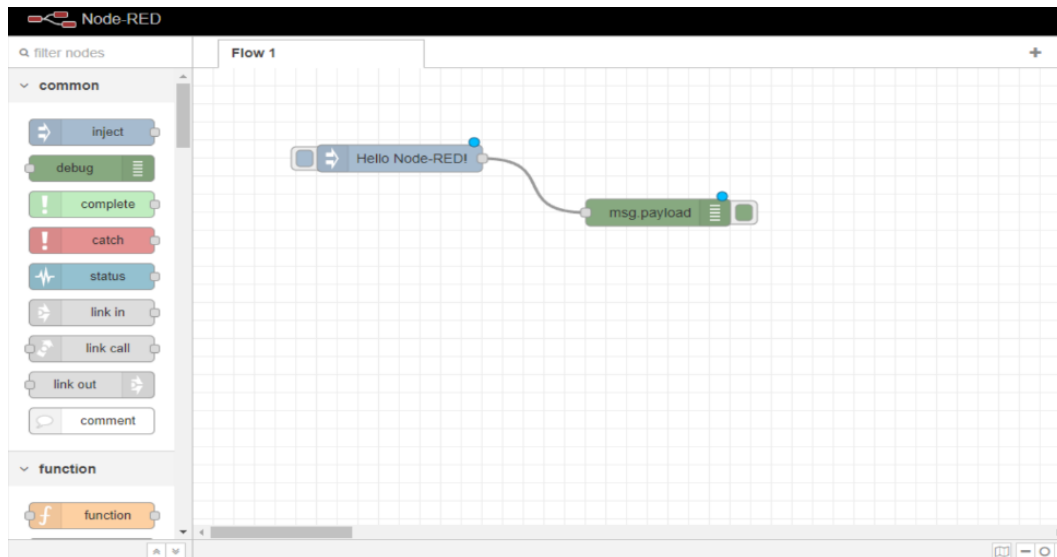 Node-RED
filter nodes
Flow 1
+
common
inject
debug
complete
catch
status
link in
link call
link out
comment
function
function
Hello Node-RED!
msg.payload